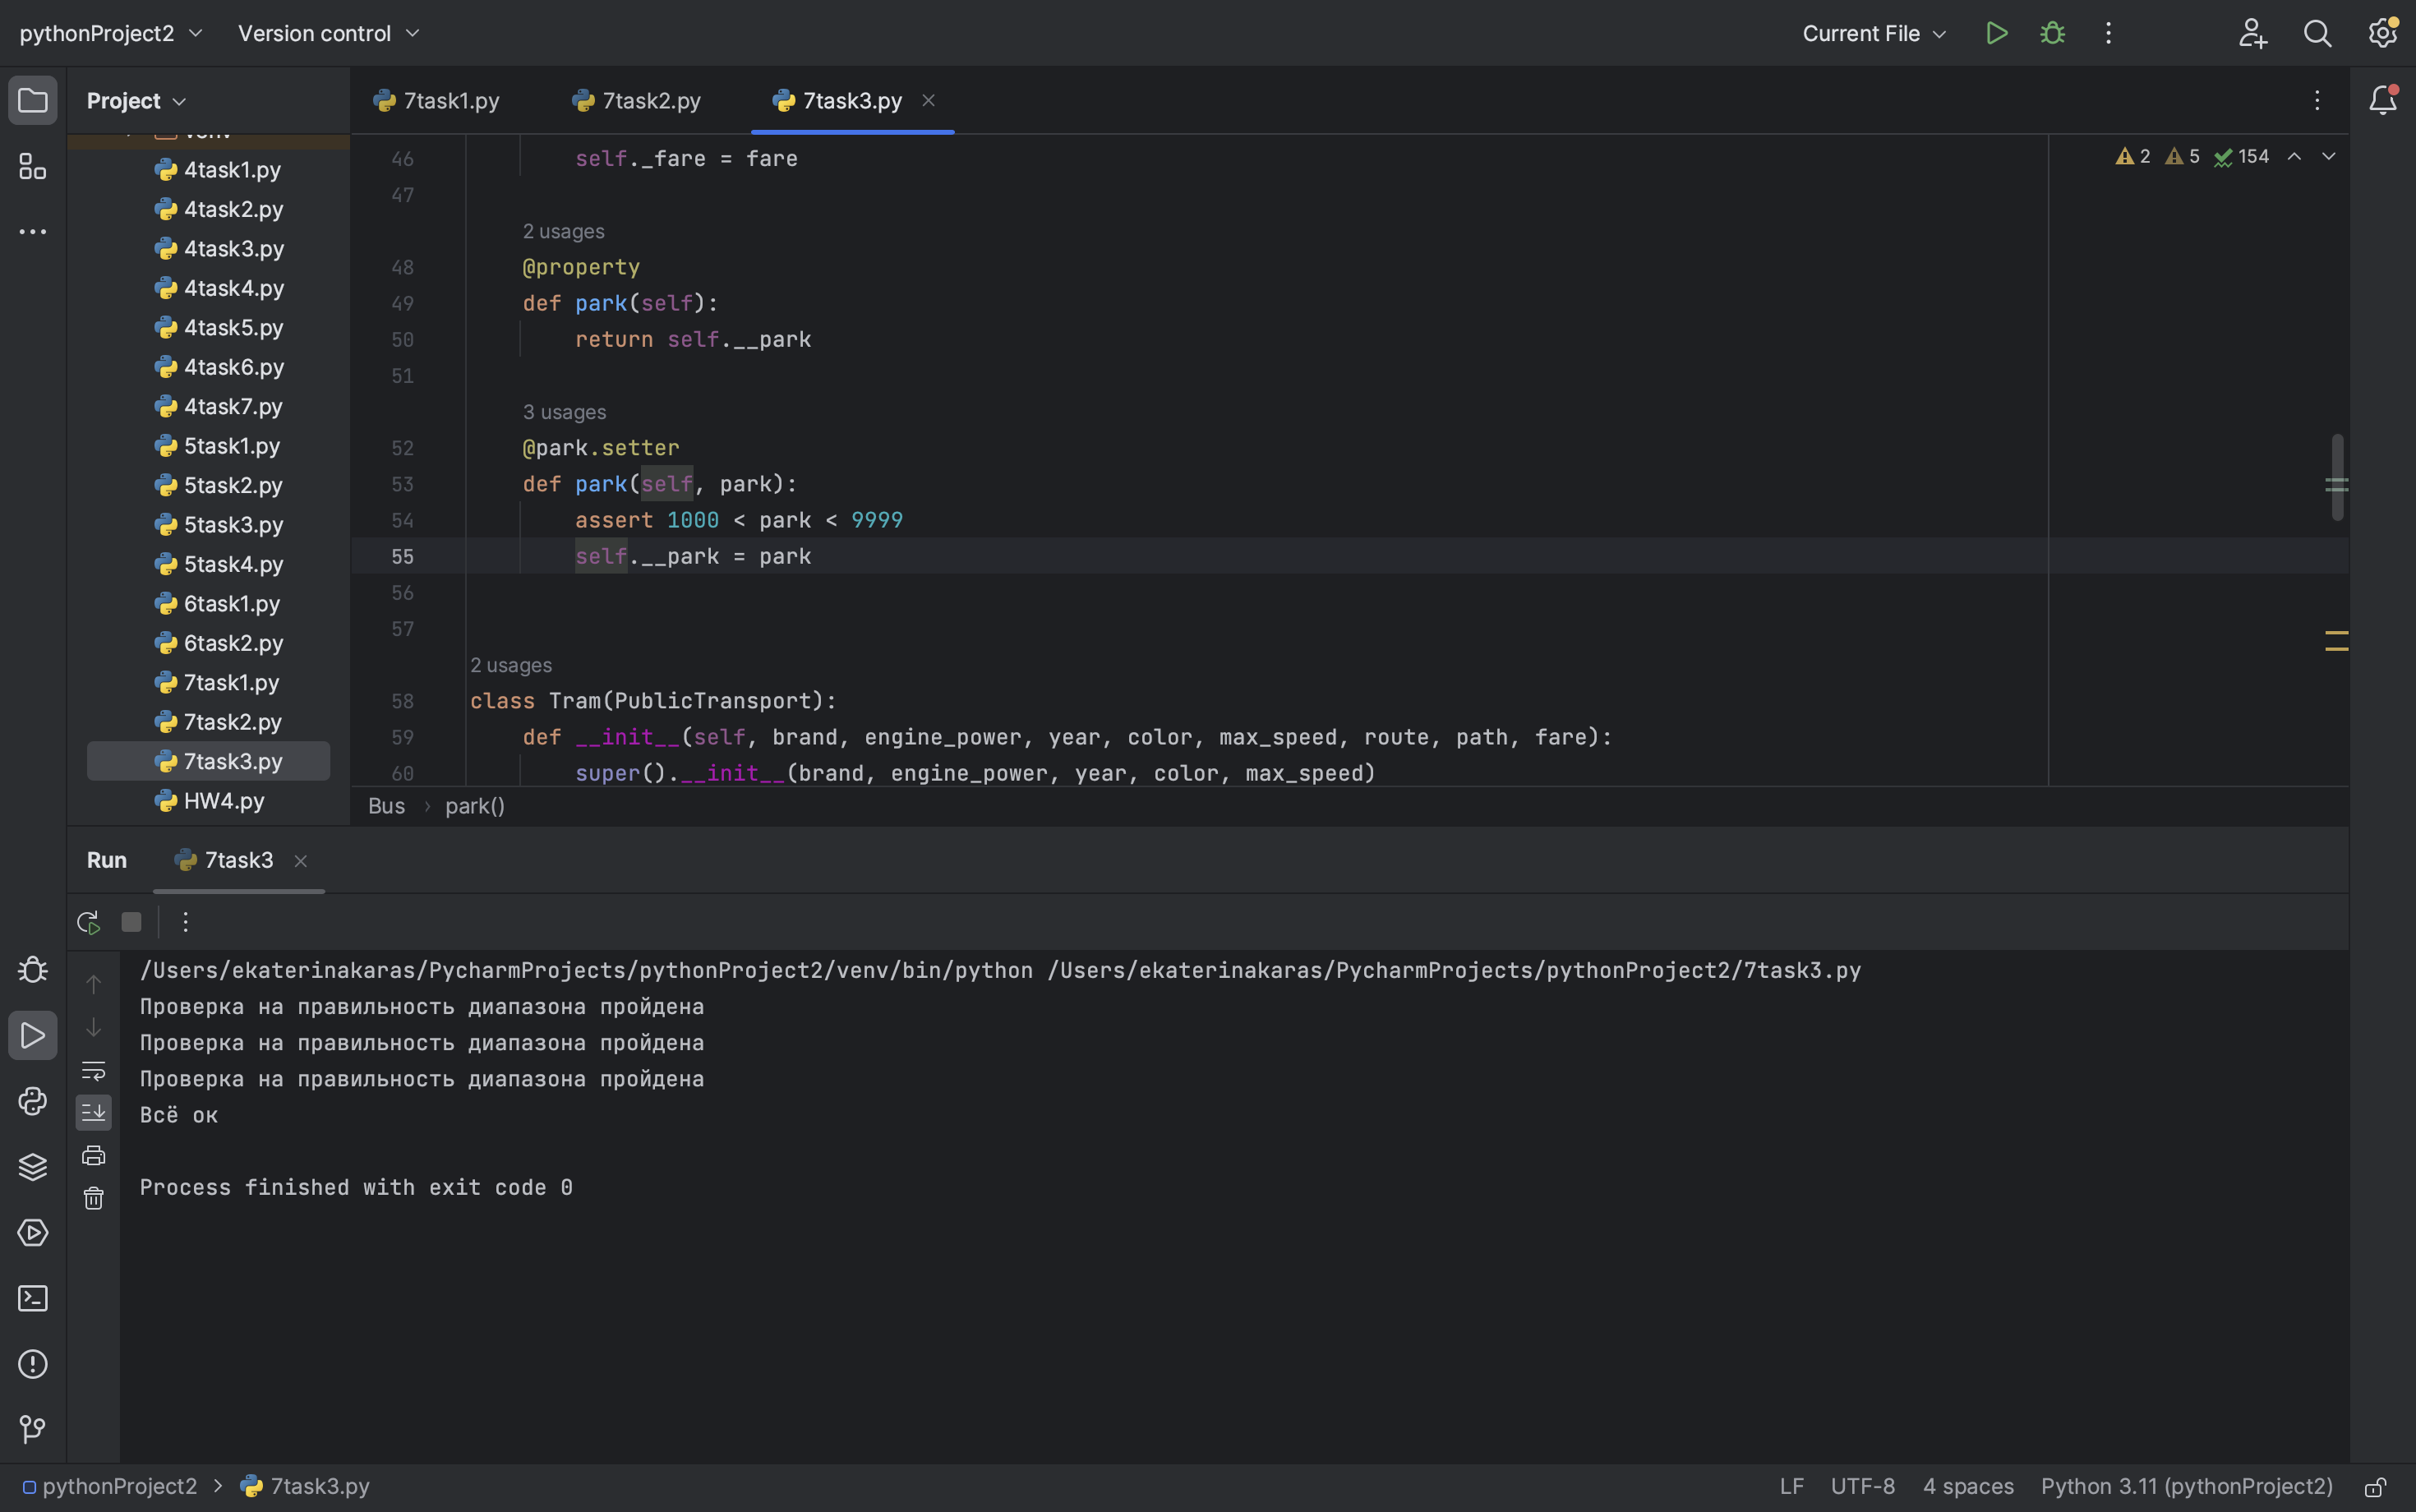 pythonProject2 Version control Current File
Project
7task1.py 7task2.py 7task3.py
venv
4task1.py
4task2.py
4task3.py
4task4.py
4task5.py
4task6.py
4task7.py
5task1.py
5task2.py
5task3.py
5task4.py
6task1.py
6task2.py
7task1.py
7task2.py
7task3.py
HW4.py
2 5 154
46 self._fare = fare
47
2 usages
48 @property
49 def park(self):
50 return self.__park
51
3 usages
52 @park.setter
53 def park(self, park):
54 assert 1000 < park < 9999
55 self.__park = park
56
57
2 usages
58 class Tram(PublicTransport):
59 def __init__(self, brand, engine_power, year, color, max_speed, route, path, fare):
60 super().__init__(brand, engine_power, year, color, max_speed)
Bus › park()
Run 7task3
/Users/ekaterinakaras/PycharmProjects/pythonProject2/venv/bin/python /Users/ekaterinakaras/PycharmProjects/pythonProject2/7task3.py
Проверка на правильность диапазона пройдена
Проверка на правильность диапазона пройдена
Проверка на правильность диапазона пройдена
Всё ок
Process finished with exit code 0
pythonProject2 > 7task3.py LF UTF-8 4 spaces Python 3.11 (pythonProject2)